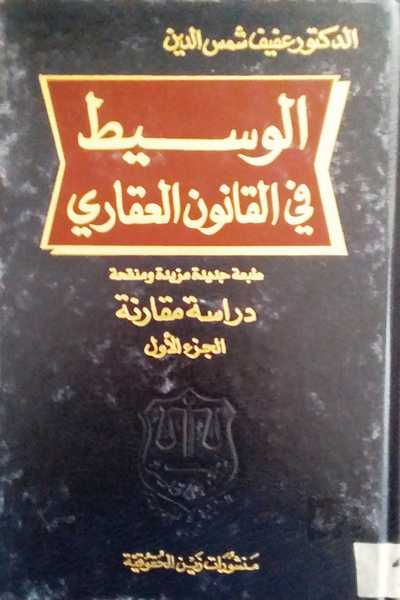 الدكتور عفيف شمس الدين
الوسيط
في القانون العقاري
طبعة جديدة مزيدة ومنقحة
دراسة مقارنة
الجزء الأول
منشورات زين الحقوقية